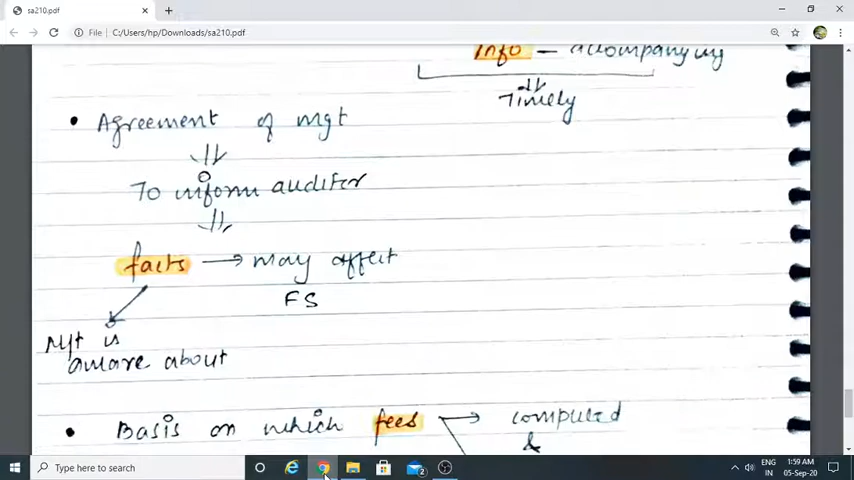 sa210.pdf
File | C:/Users/hp/Downloads/sa210.pdf
Info — accompanying
Timely
• Agreement of mgt
To inform auditor
facts → may affect
FS
Mgt is
aware about
• Basis on which fees → computed
&
Type here to search
2
ENG
IN
1:59 AM
05-Sep-20